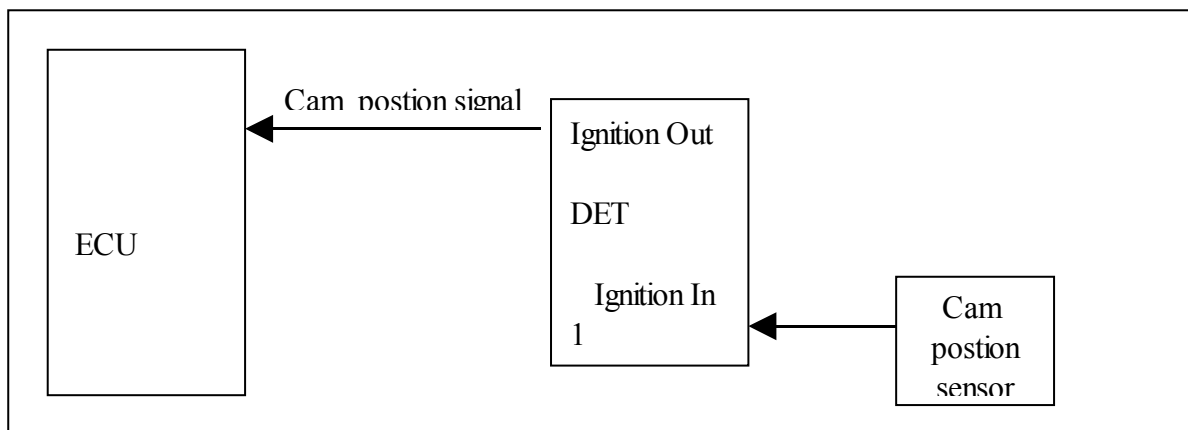 Cam postion signal
Ignition Out
DET
ECU
Ignition In
1
Cam
postion
sensor